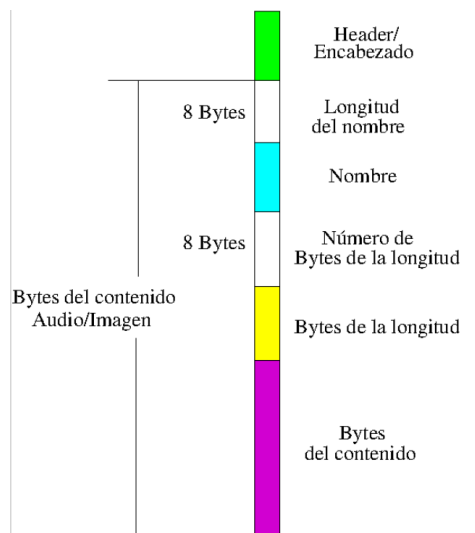 Header/
Encabezado
8 Bytes
Longitud
del nombre
Nombre
8 Bytes
Número de
Bytes de la longitud
Bytes del contenido
Audio/Imagen
Bytes de la longitud
Bytes
del contenido